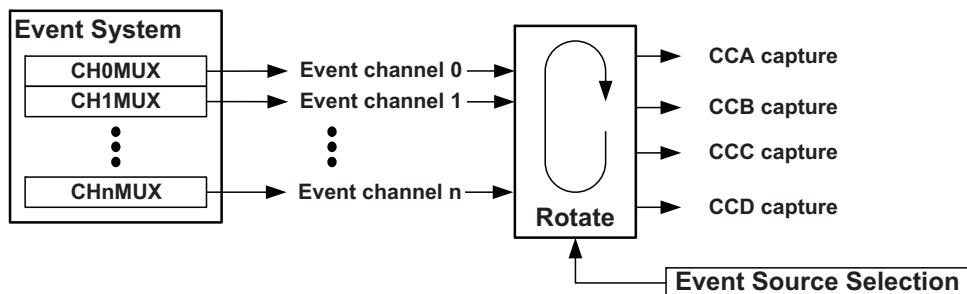 Event System
CH0MUX
CH1MUX
CHnMUX
Event channel 0
Event channel 1
Event channel n
Rotate
CCA capture
CCB capture
CCC capture
CCD capture
Event Source Selection